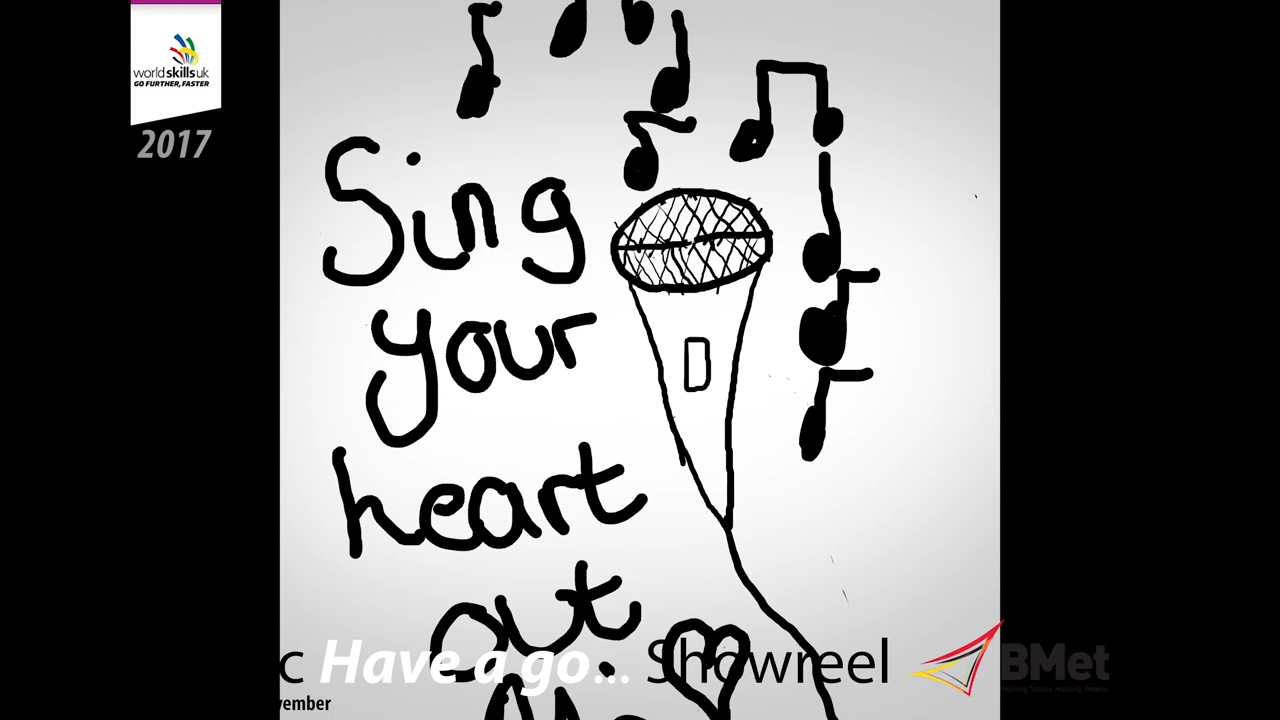 worldskillsuk
GO FURTHER, FASTER
2017
Sing
your
heart
out
c Have a go... Showreel
BMet
vember